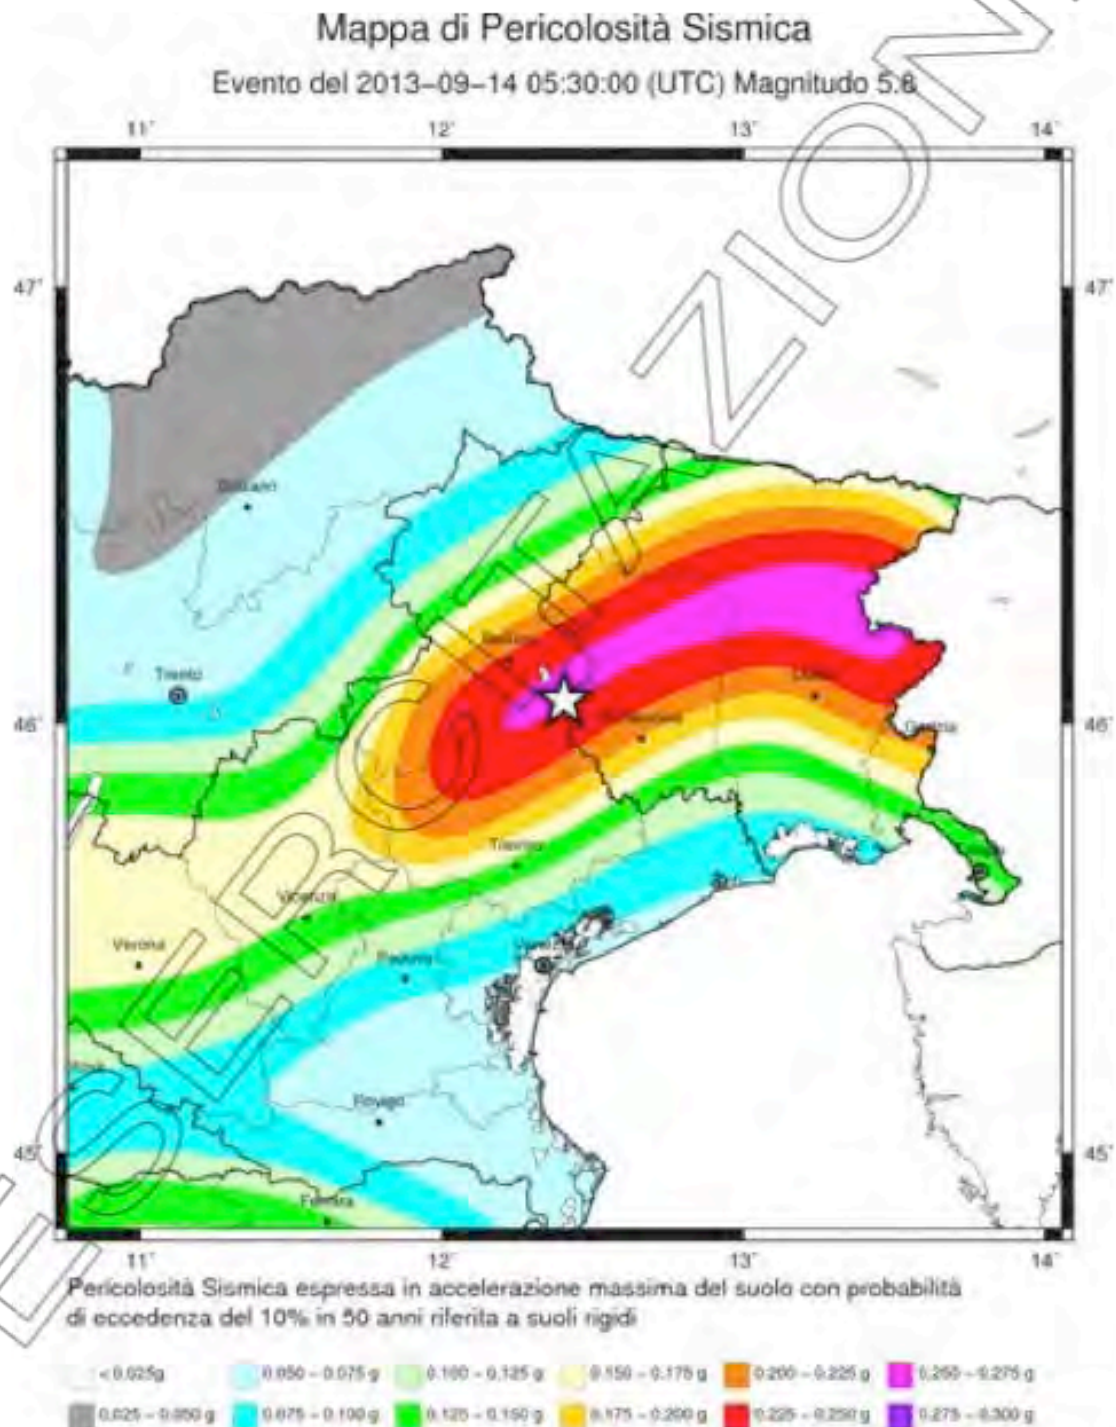 Mappa di Pericolosità Sismica
Evento del 2013-09-14 05:30:00 (UTC) Magnitudo 5.8
11° 12° 13° 14°
47° 47°
Bolzano
Belluno
Trento
Udine
Pordenone
46° 46°
Gorizia
Treviso
Vicenza
Verona
Padova
Venezia
Rovigo
45° 45°
Ferrara
11° 12° 13° 14°
Pericolosità Sismica espressa in accelerazione massima del suolo con probabilità
di eccedenza del 10% in 50 anni riferita a suoli rigidi
< 0.025g 0.050 - 0.075 g 0.100 - 0.125 g 0.150 - 0.175 g 0.200 - 0.225 g 0.250 - 0.275 g
0.025 - 0.050 g 0.075 - 0.100 g 0.125 - 0.150 g 0.175 - 0.200 g 0.225 - 0.250 g 0.275 - 0.300 g